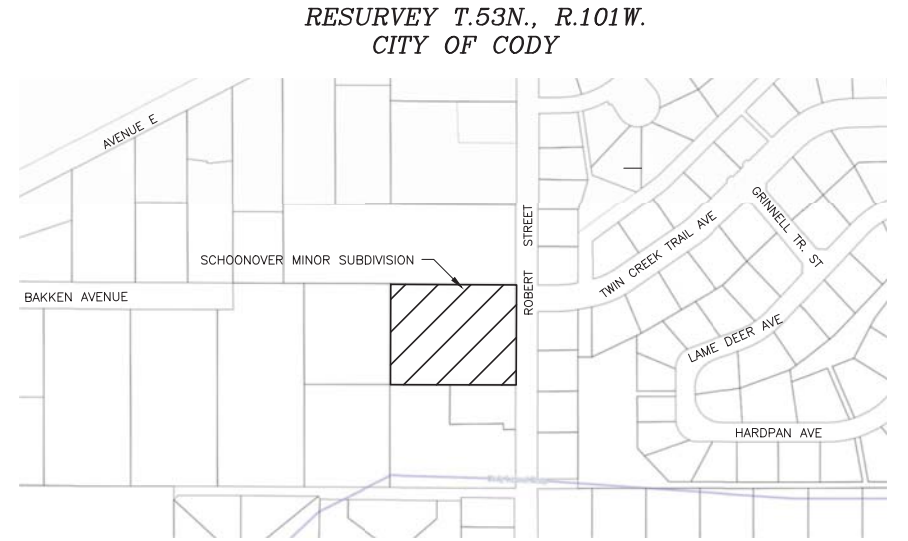 RESURVEY T.53N., R.101W.
CITY OF CODY
AVENUE E
STREET
ROBERT
GRINNELL TR. ST
TWIN CREEK TRAIL AVE
SCHOONOVER MINOR SUBDIVISION
BAKKEN AVENUE
LAME DEER AVE
HARDPAN AVE